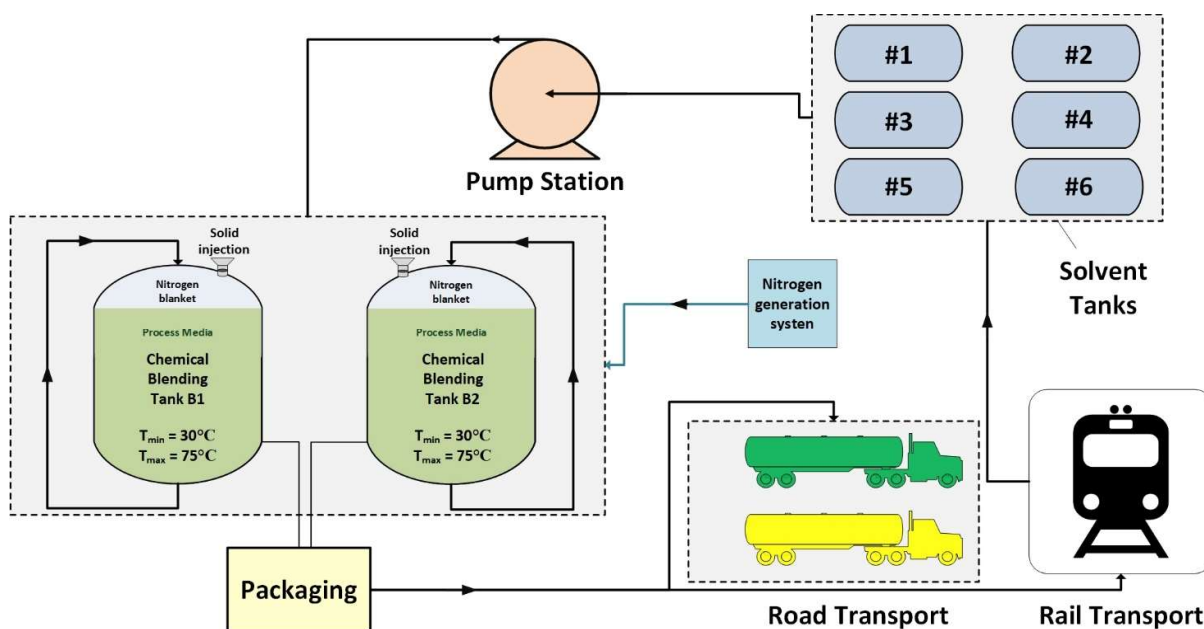 #1
#2
#3
#4
#5
#6
Pump Station
Solvent
Tanks
Solid
injection
Solid
injection
Nitrogen
blanket
Process Media
Chemical
Blending
Tank B1
Tmin = 30°C
Tmax = 75°C
Nitrogen
blanket
Process Media
Chemical
Blending
Tank B2
Tmin = 30°C
Tmax = 75°C
Nitrogen
generation
systen
Packaging
Road Transport
Rail Transport